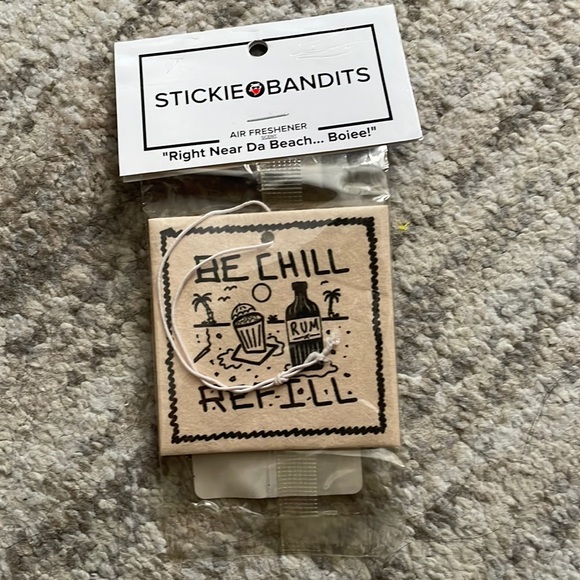 STICKIE BANDITS
AIR FRESHENER
SCENT
"Right Near Da Beach... Boiee!"
BE CHILL
RUM
REFILL